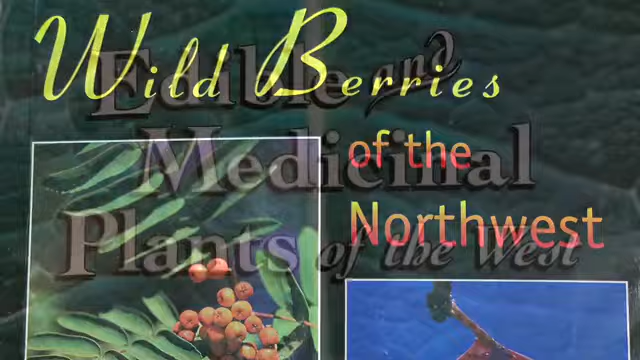 Wild Berries
of the
Northwest
Edible and
Medicinal
Plants of the West